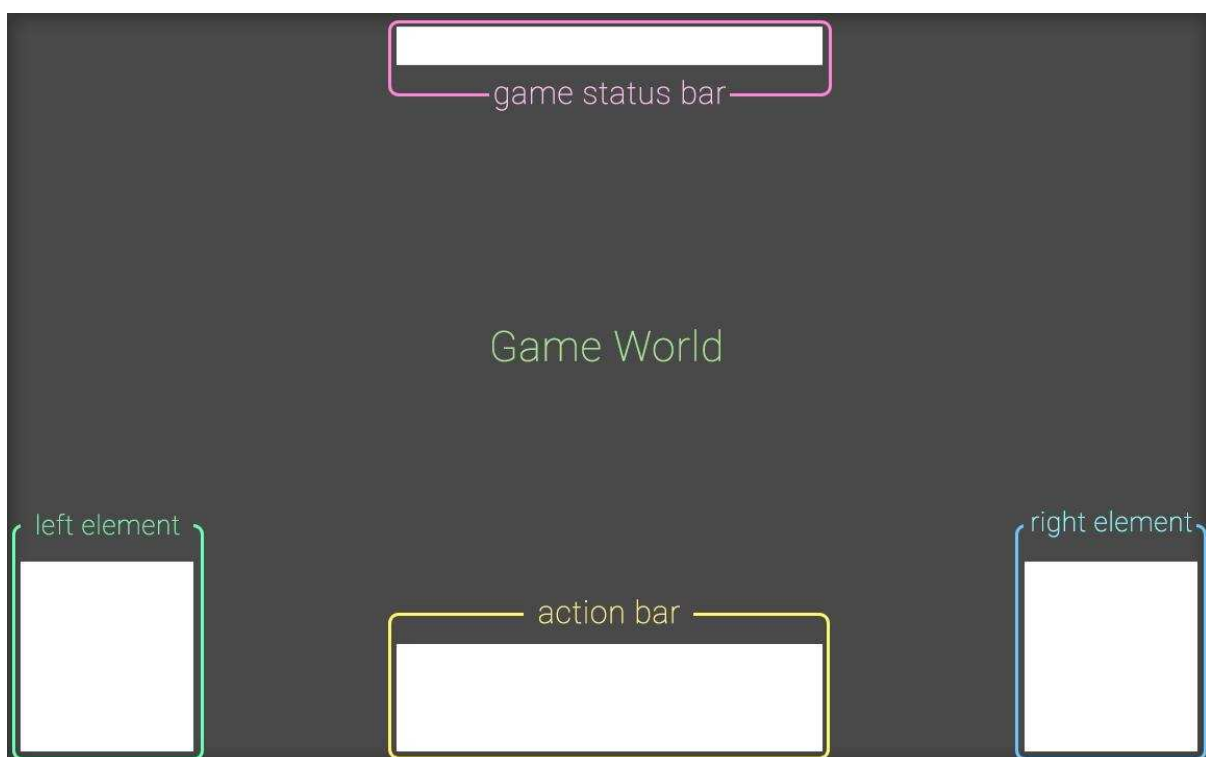 game status bar
Game World
left element
right element
action bar